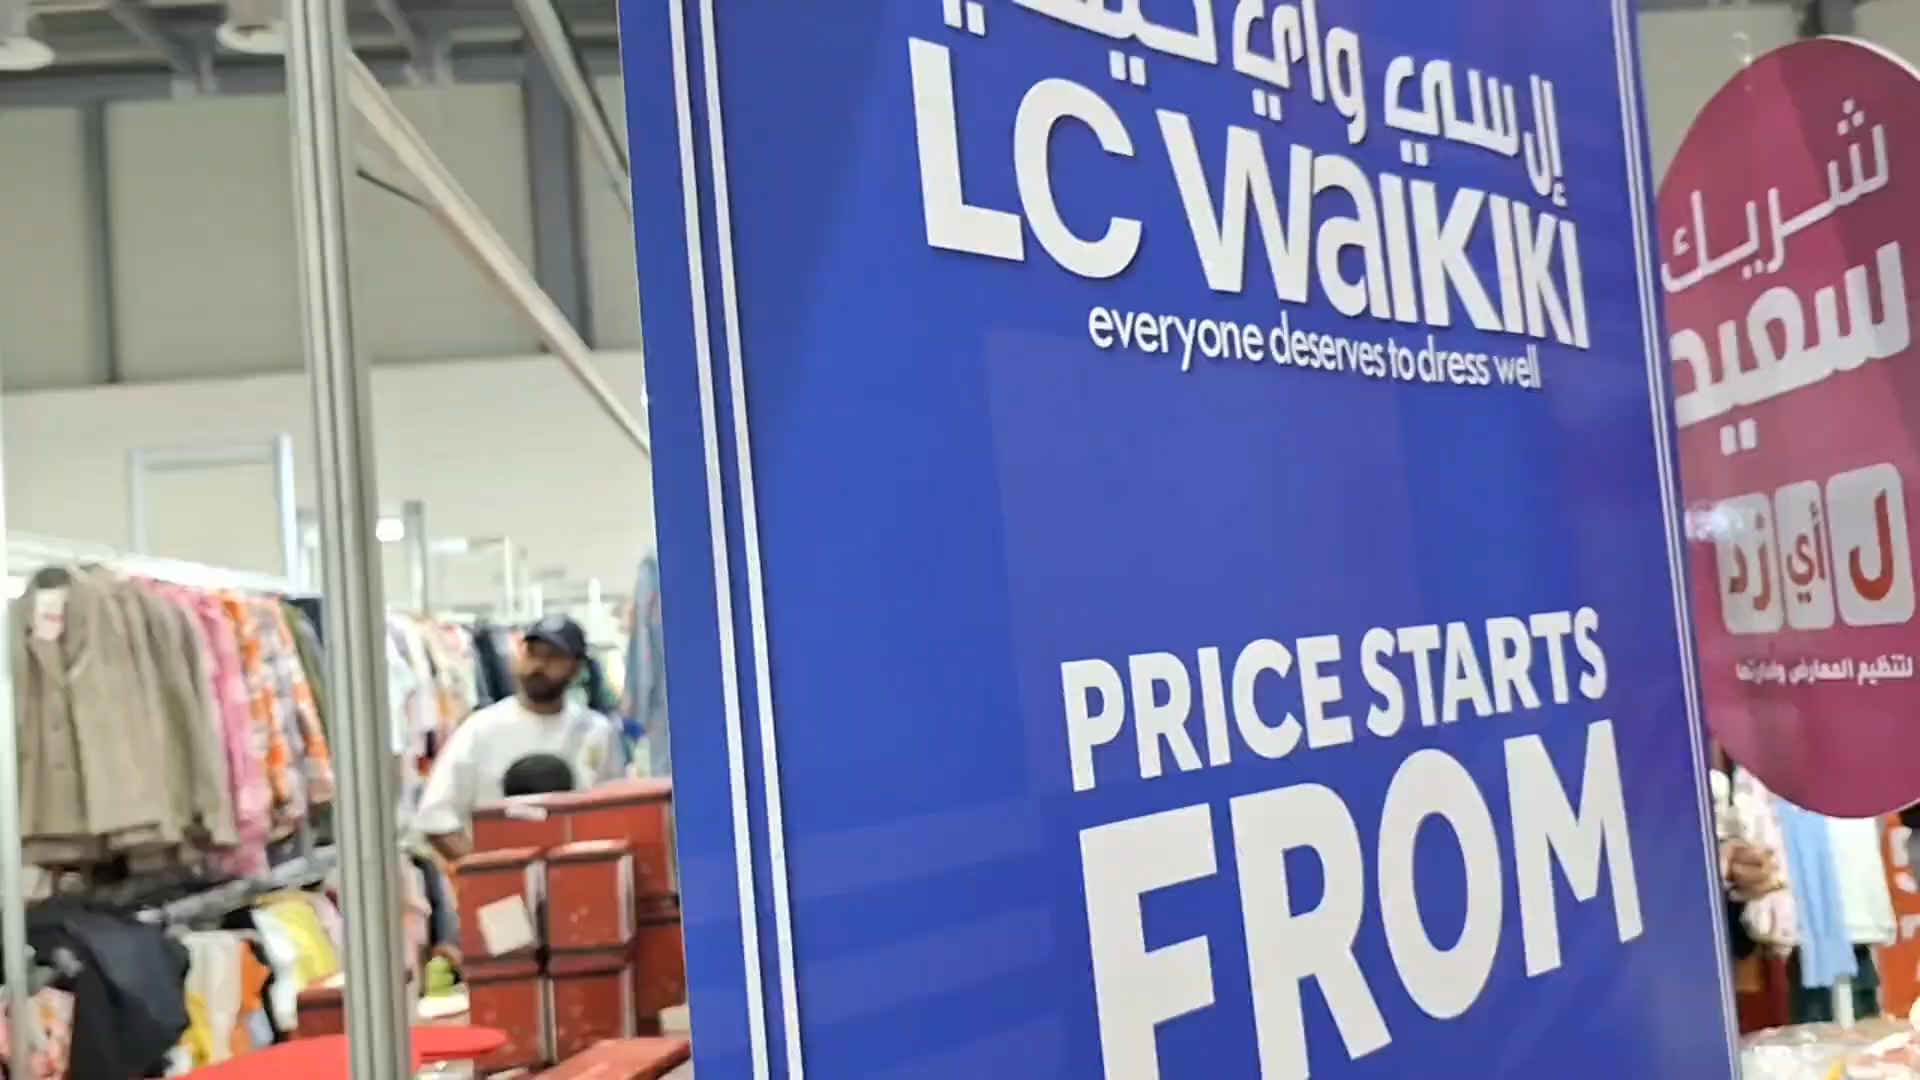 إل سي واي كيكي
LC WAIKIKI
everyone deserves to dress well
PRICE STARTS
FROM
شريك
سعيد
ل أي زد
لتنظيم المعارض وإدارتها